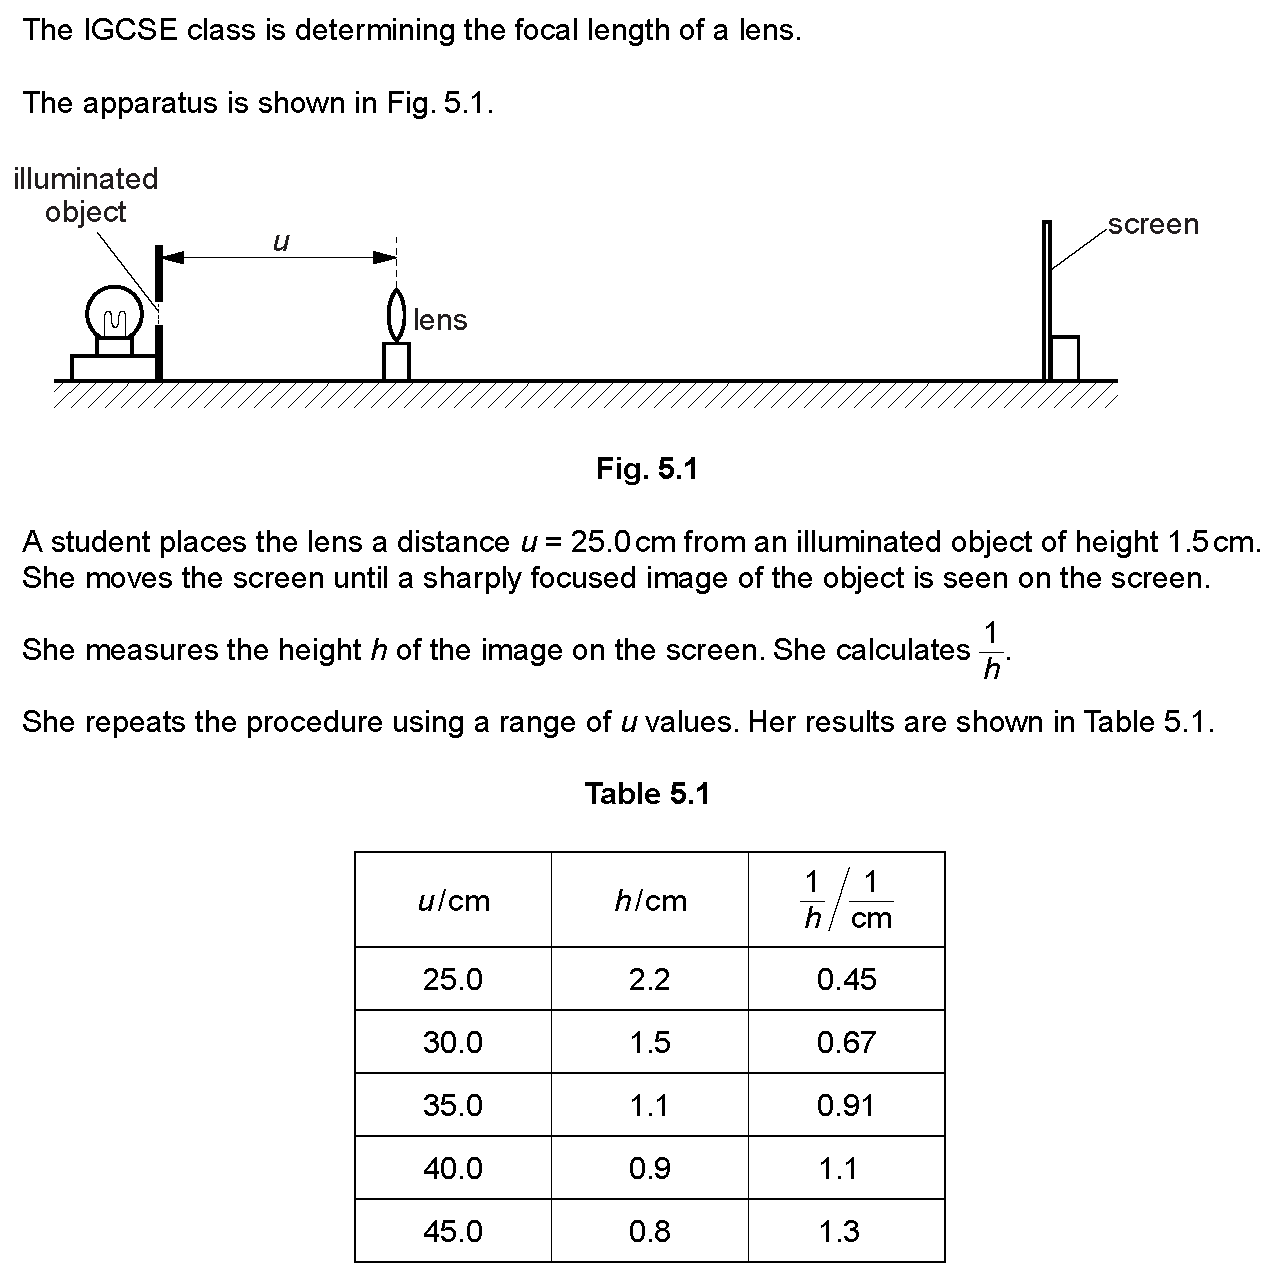 The IGCSE class is determining the focal length of a lens.
The apparatus is shown in Fig. 5.1.
illuminated
object
u
screen
lens
Fig. 5.1
A student places the lens a distance u = 25.0 cm from an illuminated object of height 1.5 cm.
She moves the screen until a sharply focused image of the object is seen on the screen.
She measures the height h of the image on the screen. She calculates 1/h.
She repeats the procedure using a range of u values. Her results are shown in Table 5.1.
Table 5.1
u/cm h/cm 1/h / 1/cm
25.0 2.2 0.45
30.0 1.5 0.67
35.0 1.1 0.91
40.0 0.9 1.1
45.0 0.8 1.3